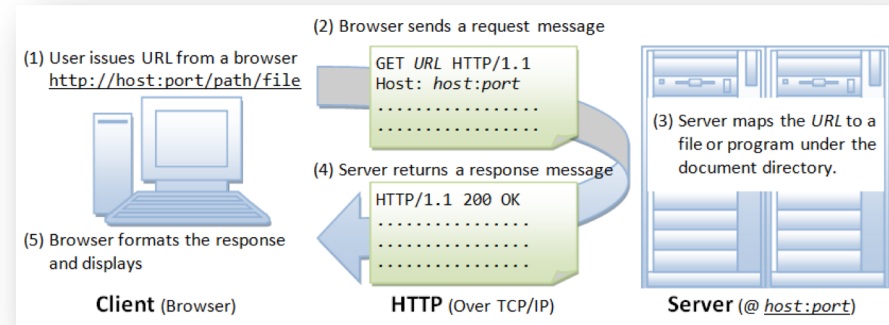 (1) User issues URL from a browser
http://host:port/path/file
(2) Browser sends a request message
GET URL HTTP/1.1
Host: host:port
..................
..................
(3) Server maps the URL to a
file or program under the
document directory.
(4) Server returns a response message
HTTP/1.1 200 OK
.................
.................
.................
(5) Browser formats the response
and displays
Client (Browser)
HTTP (Over TCP/IP)
Server (@ host:port)